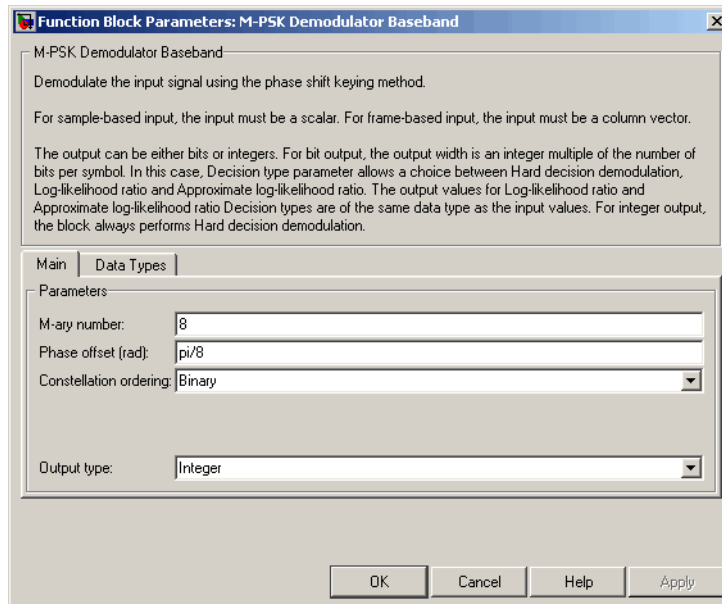 Function Block Parameters: M-PSK Demodulator Baseband
M-PSK Demodulator Baseband
Demodulate the input signal using the phase shift keying method.
For sample-based input, the input must be a scalar. For frame-based input, the input must be a column vector.
The output can be either bits or integers. For bit output, the output width is an integer multiple of the number of
bits per symbol. In this case, Decision type parameter allows a choice between Hard decision demodulation,
Log-likelihood ratio and Approximate log-likelihood ratio. The output values for Log-likelihood ratio and
Approximate log-likelihood ratio Decision types are of the same data type as the input values. For integer output,
the block always performs Hard decision demodulation.
Main Data Types
Parameters
M-ary number: 8
Phase offset (rad): pi/8
Constellation ordering: Binary
Output type: Integer
OK Cancel Help Apply